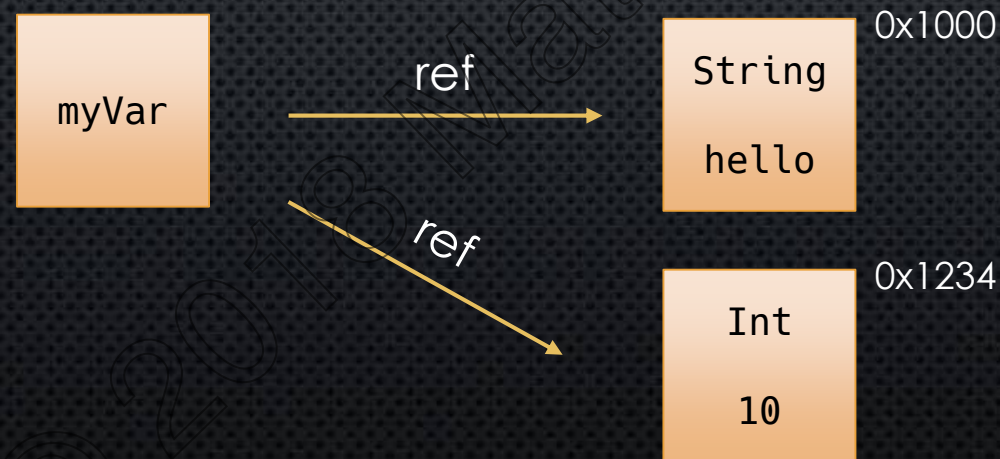 myVar
ref
String
hello
0x1000
ref
Int
10
0x1234